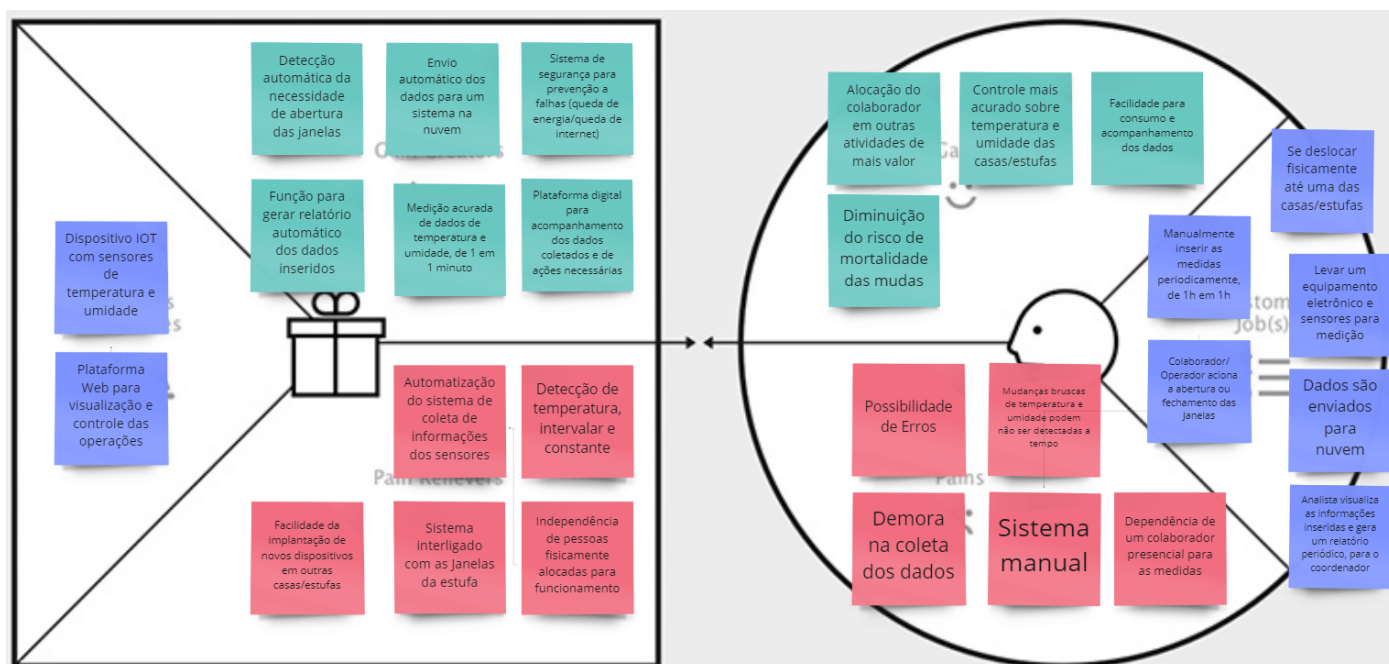 Detecção
automática da
necessidade
de abertura
das janelas
Envio
automático dos
dados para um
sistema na
nuvem
Sistema de
segurança para
prevenção a
falhas (queda de
energia/queda de
internet)
Função para
gerar relatório
automático
dos dados
inseridos
Medição acurada
de dados de
temperatura e
umidade, de 1 em
1 minuto
Plataforma digital
para
acompanhamento
dos dados
coletados e de
ações necessárias
Dispositivo IOT
com sensores
de
temperatura e
umidade
Plataforma
Web para
visualização e
controle das
operações
Automatização
do sistema de
coleta de
informações
dos sensores
Detecção de
temperatura,
intervalar e
constante
Pain Relievers
Facilidade da
implantação de
novos dispositivos
em outras
casas/estufas
Sistema
interligado
com as Janelas
da estufa
Independência
de pessoas
fisicamente
alocadas para
funcionamento
Alocação do
colaborador
em outras
atividades de
mais valor
Controle mais
acurado sobre
temperatura e
umidade das
casas/estufas
Facilidade para
consumo e
acompanhamento
dos dados
Diminuição
do risco de
mortalidade
das mudas
Se deslocar
fisicamente
até uma das
casas/estufas
Manualmente
inserir as
medidas
periodicamente,
de 1h em 1h
Levar um
equipamento
eletrônico e
sensores para
medição
Job(s)
Colaborador/
Operador aciona
a abertura ou
fechamento das
Janelas
Dados são
enviados
para
nuvem
Analista visualiza
as informações
inseridas e gera
um relatório
periódico, para o
coordenador
Possibilidade
de Erros
Mudanças bruscas
de temperatura e
umidade podem
não ser detectadas a
tempo
Pains
Demora
na coleta
dos dados
Sistema
manual
Dependência de
um colaborador
presencial para
as medidas